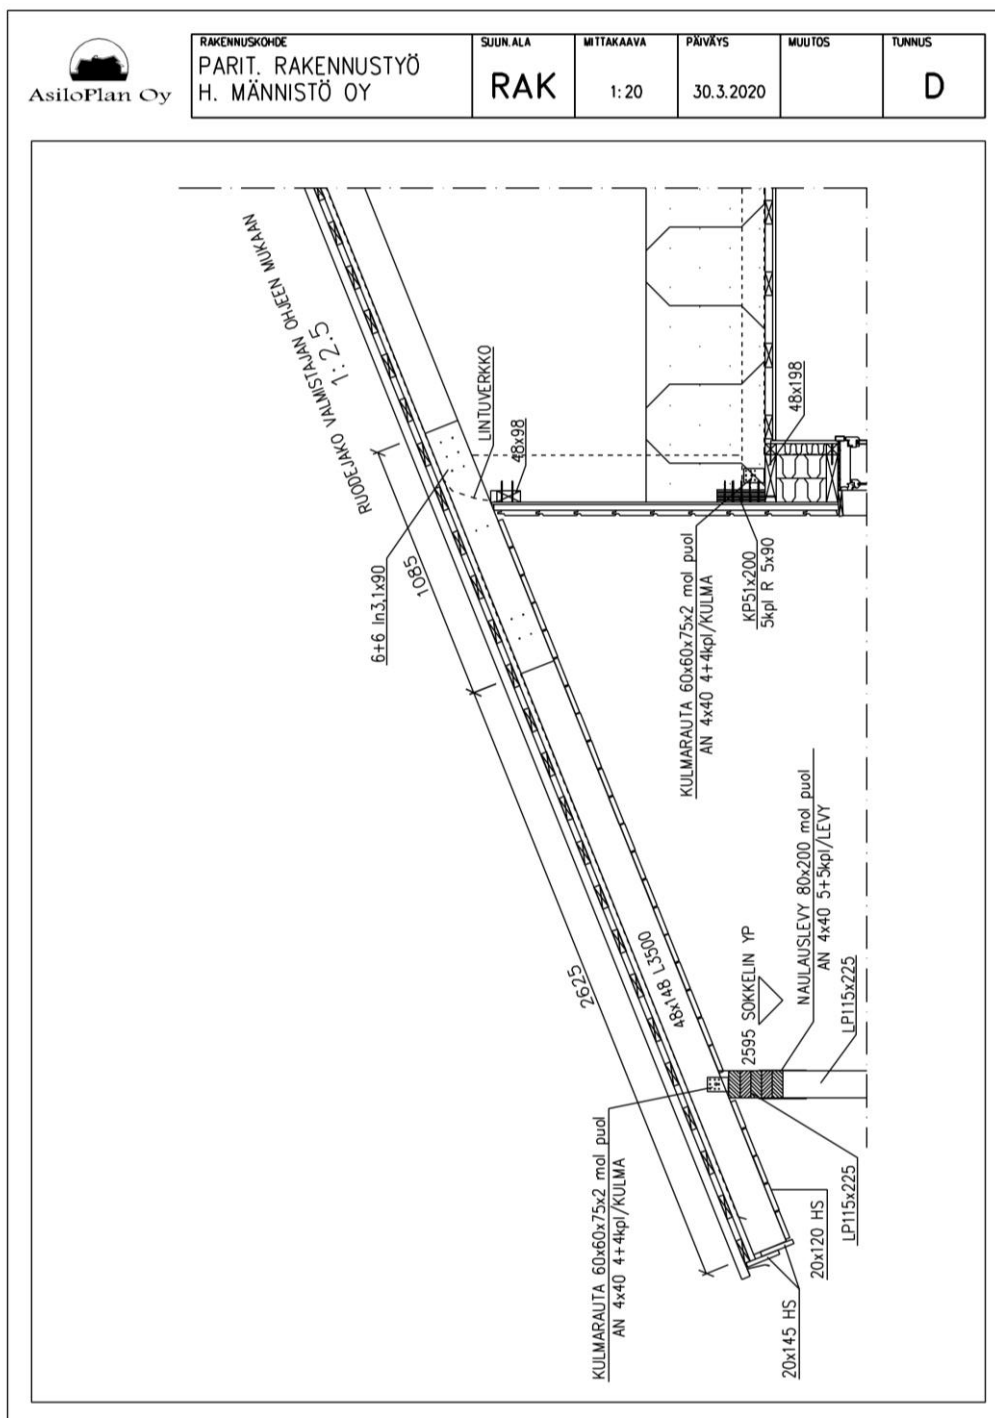 AsiloPlan Oy
RAKENNUSKOHDE
PARIT. RAKENNUSTYÖ
H. MÄNNISTÖ OY
SUUN.ALA
RAK
MITTAKAAVA
1:20
PÄIVÄYS
30.3.2020
MUUTOS
TUNNUS
D
RUODEJAKO VALMISTAJAN OHJEEN MUKAAN
1:2.5
LINTUVERKKO
48x98
48x198
6+6 ln3,1x90
1085
KULMARAUTA 60x60x75x2 mol puol
AN 4x40 4+4kpl/KULMA
KP51x200
5kpl R 5x90
2625
48x148 L3500
2595 SOKKELIN YP
NAULAUSLEVY 80x200 mol puol
AN 4x40 5+5kpl/LEVY
LP115x225
KULMARAUTA 60x60x75x2 mol puol
AN 4x40 4+4kpl/KULMA
LP115x225
20x120 HS
20x145 HS